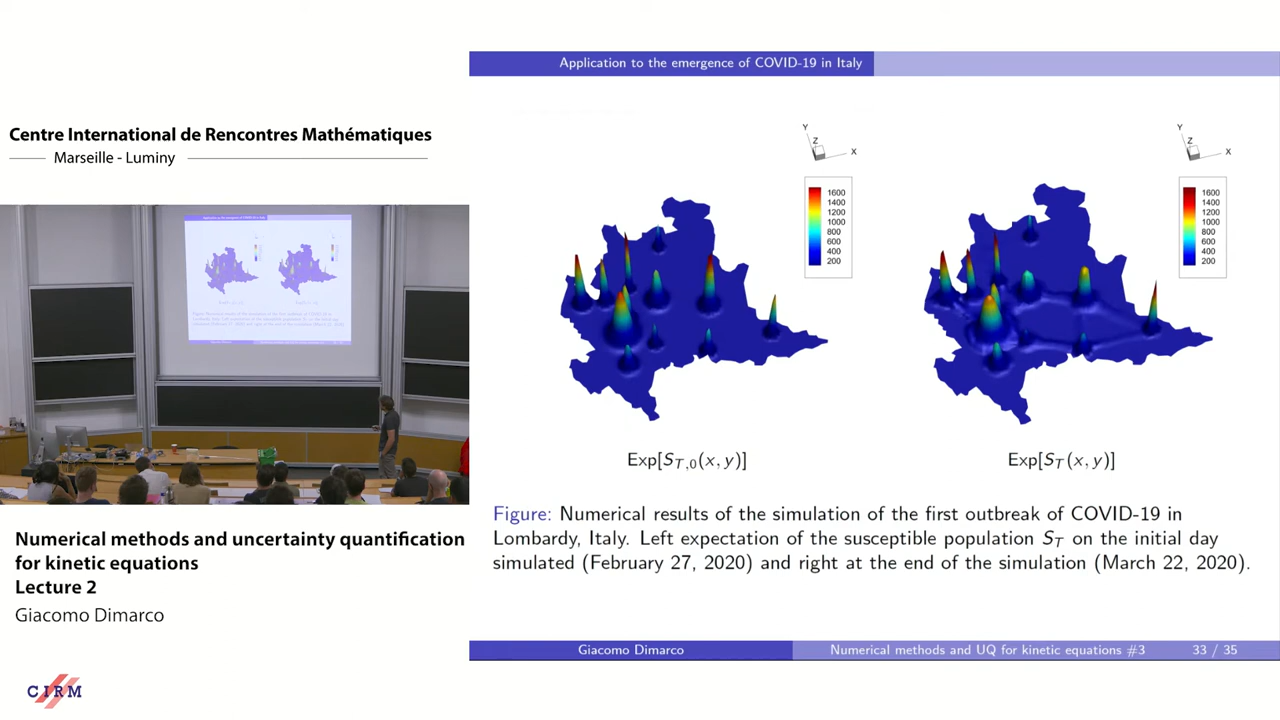 Centre International de Rencontres Mathématiques
Marseille - Luminy
Numerical methods and uncertainty quantification
for kinetic equations
Lecture 2
Giacomo Dimarco
CIRM
Application to the emergence of COVID-19 in Italy
Y
Z
X
1600
1400
1200
1000
800
600
400
200
Y
Z
X
1600
1400
1200
1000
800
600
400
200
Exp[S_{T,0}(x, y)]
Exp[S_T(x, y)]
Figure: Numerical results of the simulation of the first outbreak of COVID-19 in
Lombardy, Italy. Left expectation of the susceptible population S_T on the initial day
simulated (February 27, 2020) and right at the end of the simulation (March 22, 2020).
Giacomo Dimarco
Numerical methods and UQ for kinetic equations #3
33 / 35